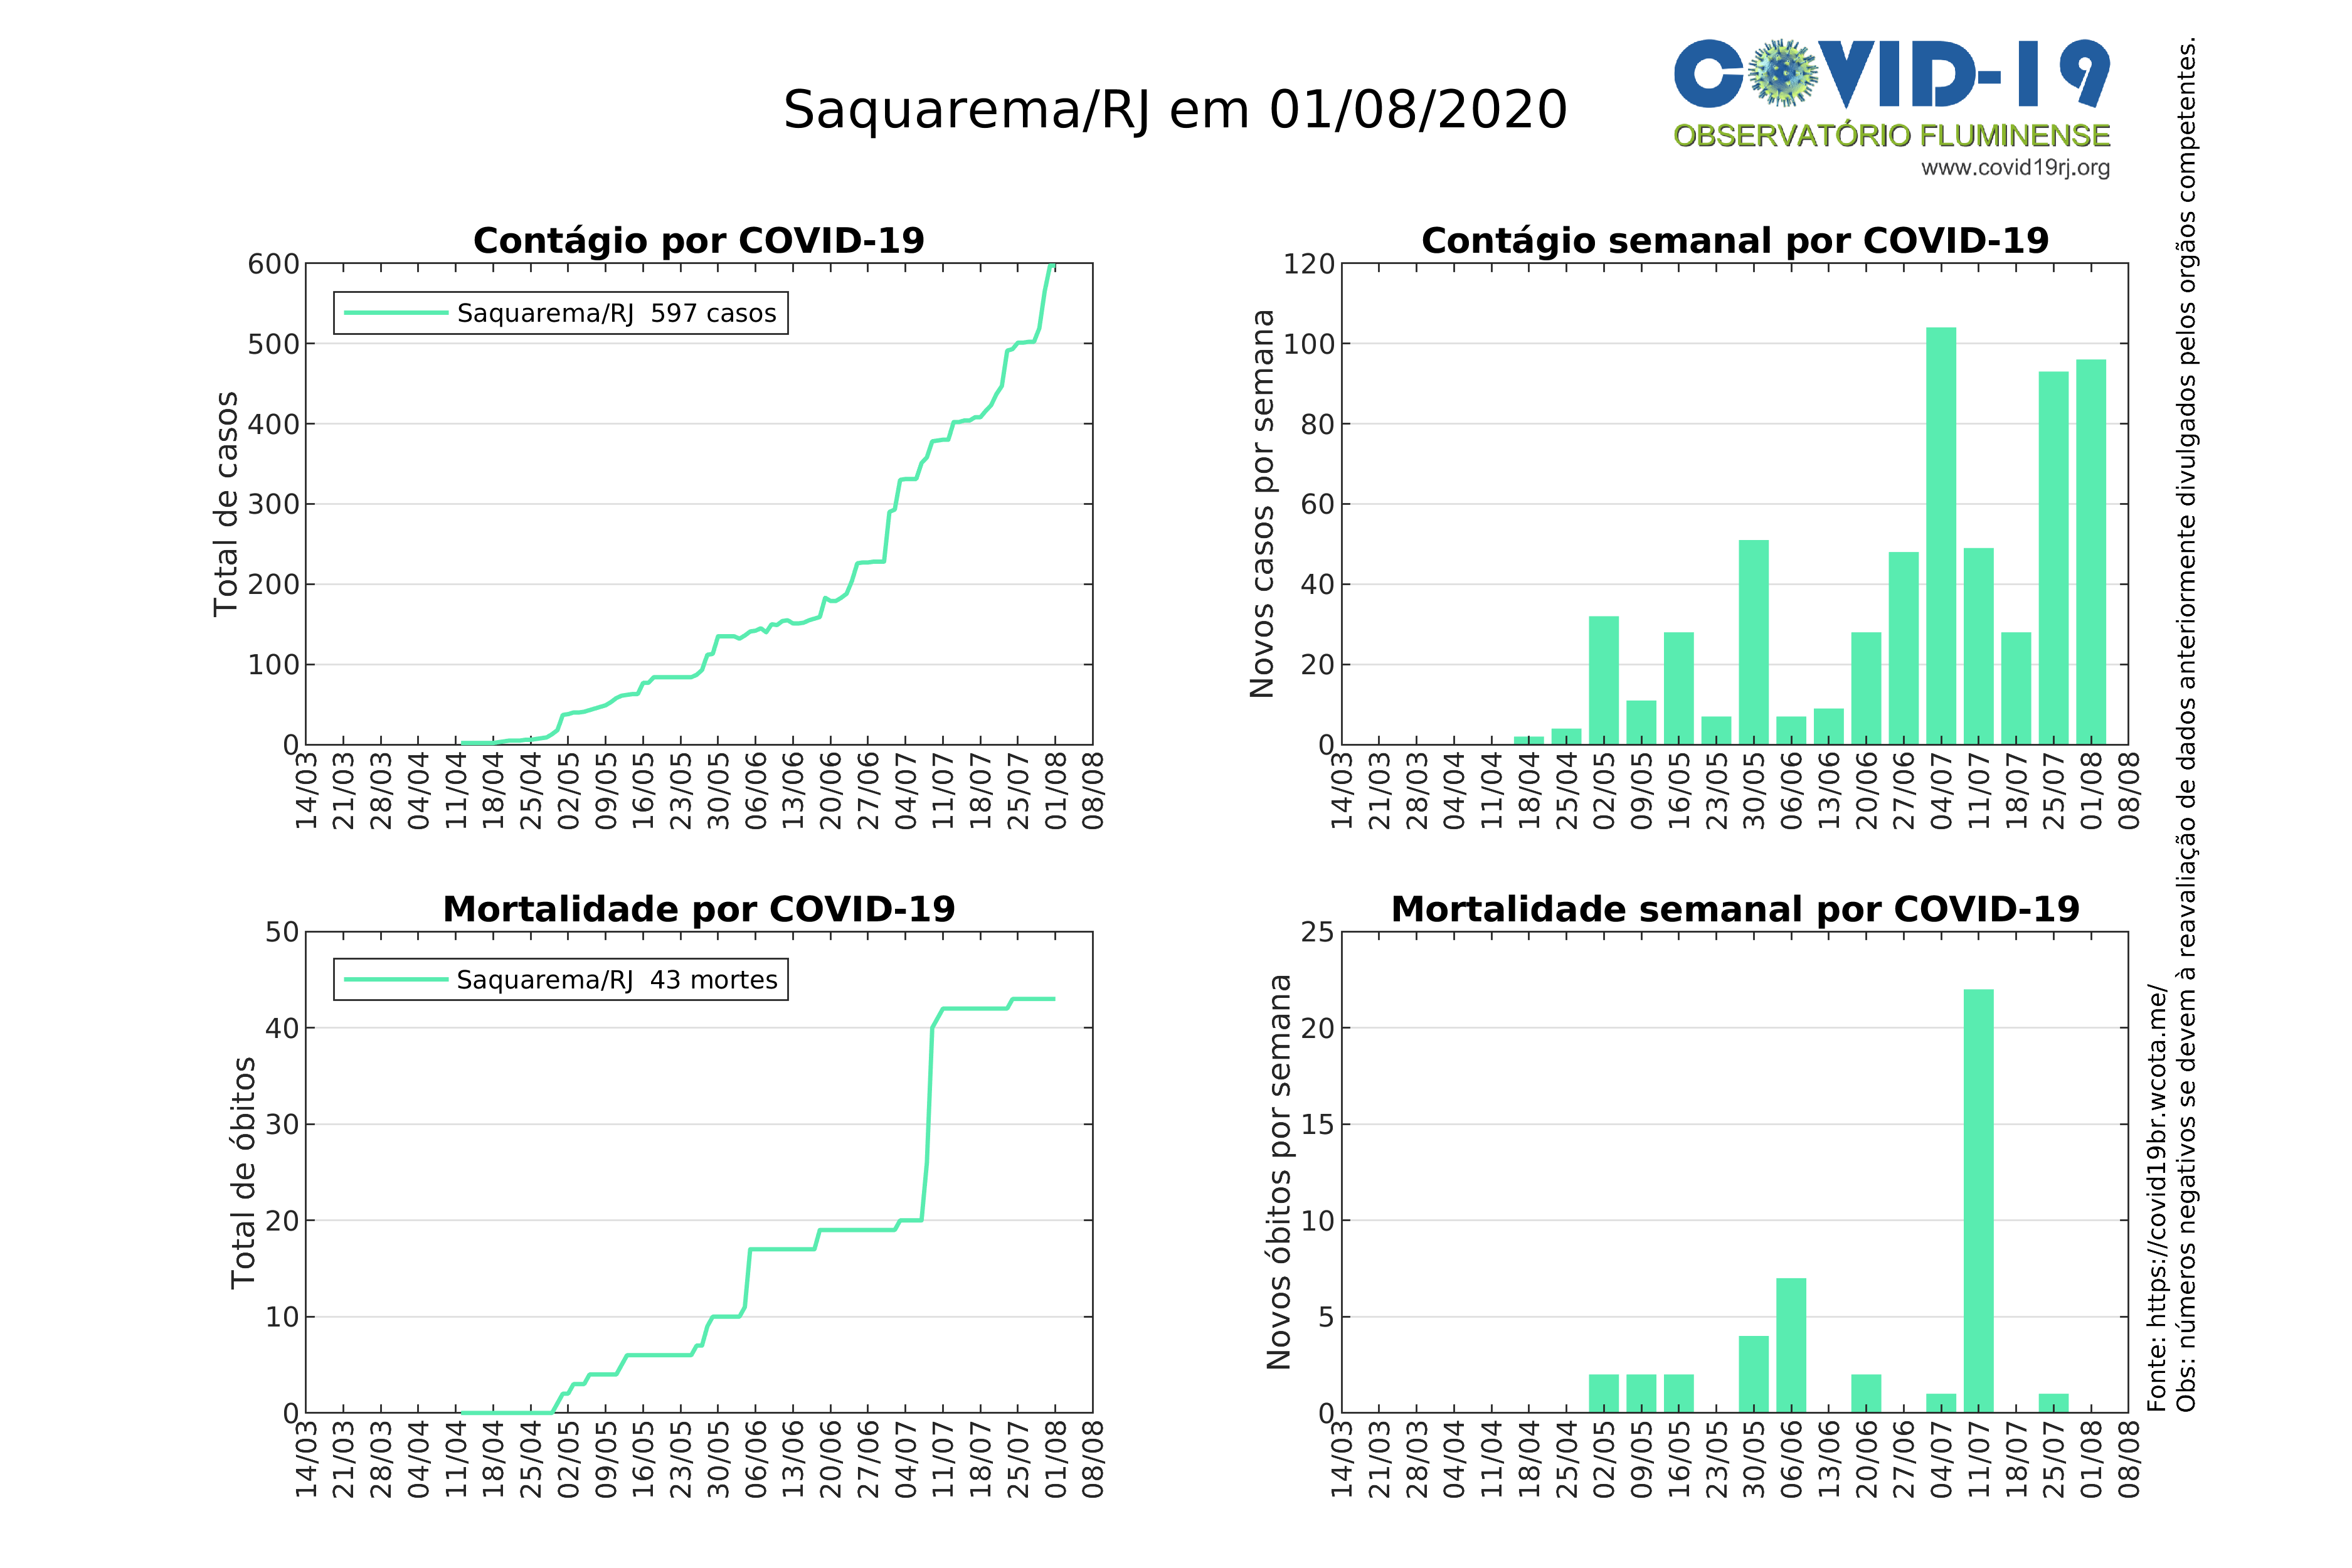 Saquarema/RJ em 01/08/2020
COVID-19
OBSERVATÓRIO FLUMINENSE
www.covid19rj.org
Contágio por COVID-19
Total de casos
600
500
400
300
200
100
0
Saquarema/RJ 597 casos
14/03 21/03 28/03 04/04 11/04 18/04 25/04 02/05 09/05 16/05 23/05 30/05 06/06 13/06 20/06 27/06 04/07 11/07 18/07 25/07 01/08 08/08
Contágio semanal por COVID-19
Novos casos por semana
120
100
80
60
40
20
0
14/03 21/03 28/03 04/04 11/04 18/04 25/04 02/05 09/05 16/05 23/05 30/05 06/06 13/06 20/06 27/06 04/07 11/07 18/07 25/07 01/08 08/08
Mortalidade por COVID-19
Total de óbitos
50
40
30
20
10
0
Saquarema/RJ 43 mortes
14/03 21/03 28/03 04/04 11/04 18/04 25/04 02/05 09/05 16/05 23/05 30/05 06/06 13/06 20/06 27/06 04/07 11/07 18/07 25/07 01/08 08/08
Mortalidade semanal por COVID-19
Novos óbitos por semana
25
20
15
10
5
0
14/03 21/03 28/03 04/04 11/04 18/04 25/04 02/05 09/05 16/05 23/05 30/05 06/06 13/06 20/06 27/06 04/07 11/07 18/07 25/07 01/08 08/08
Fonte: https://covid19br.wcota.me/
Obs: números negativos se devem à reavaliação de dados anteriormente divulgados pelos orgãos competentes.